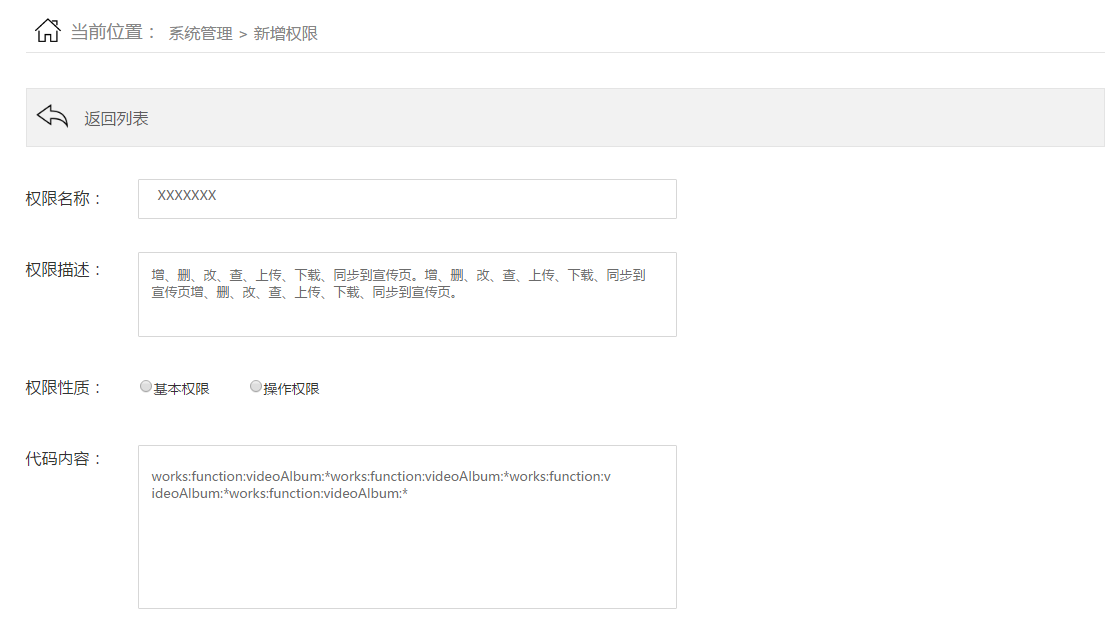 当前位置： 系统管理 > 新增权限
返回列表
权限名称： XXXXXXX
权限描述： 增、删、改、查、上传、下载、同步到宣传页。增、删、改、查、上传、下载、同步到
宣传页增、删、改、查、上传、下载、同步到宣传页。
权限性质： 基本权限 操作权限
代码内容：
works:function:videoAlbum:*works:function:videoAlbum:*works:function:v
ideoAlbum:*works:function:videoAlbum:*